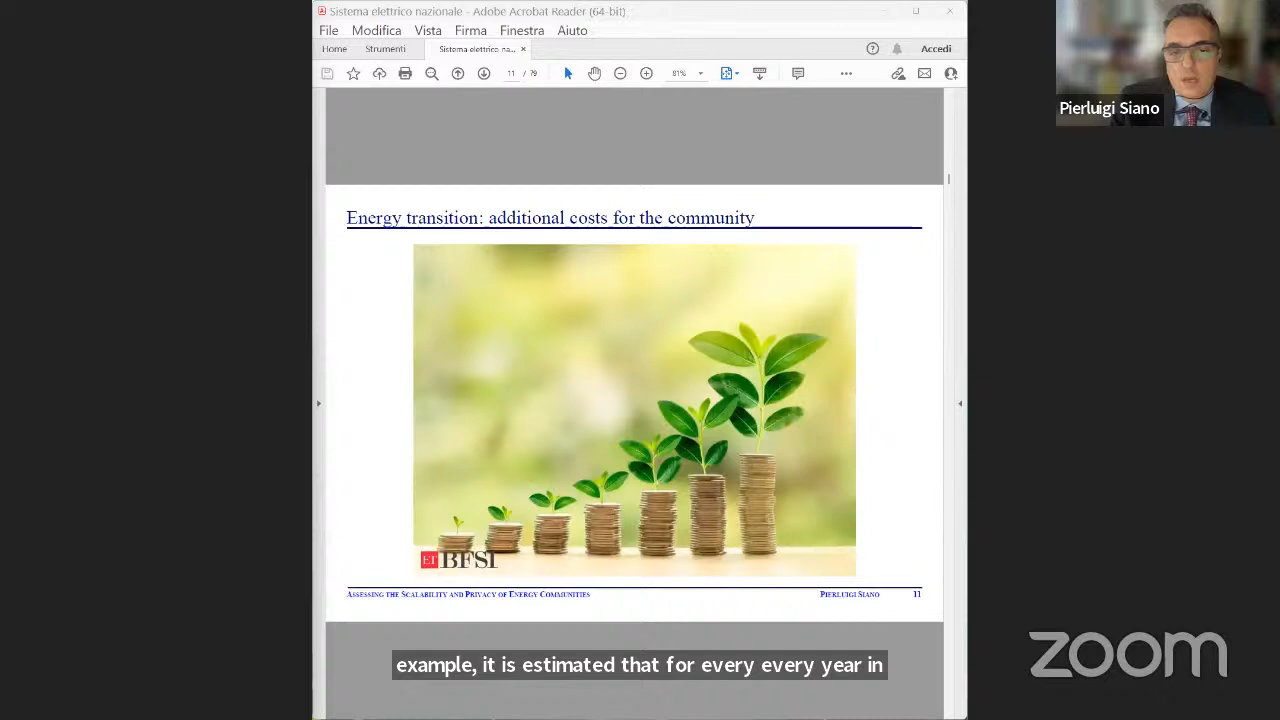 Sistema elettrico nazionale - Adobe Acrobat Reader (64-bit)
File Modifica Vista Firma Finestra Aiuto
Home Strumenti Sistema elettrico na... Accedi
11 / 79 81%
Pierluigi Siano
Energy transition: additional costs for the community
ET BFSI
ASSESSING THE SCALABILITY AND PRIVACY OF ENERGY COMMUNITIES PIERLUIGI SIANO 11
example, it is estimated that for every every year in
zoom